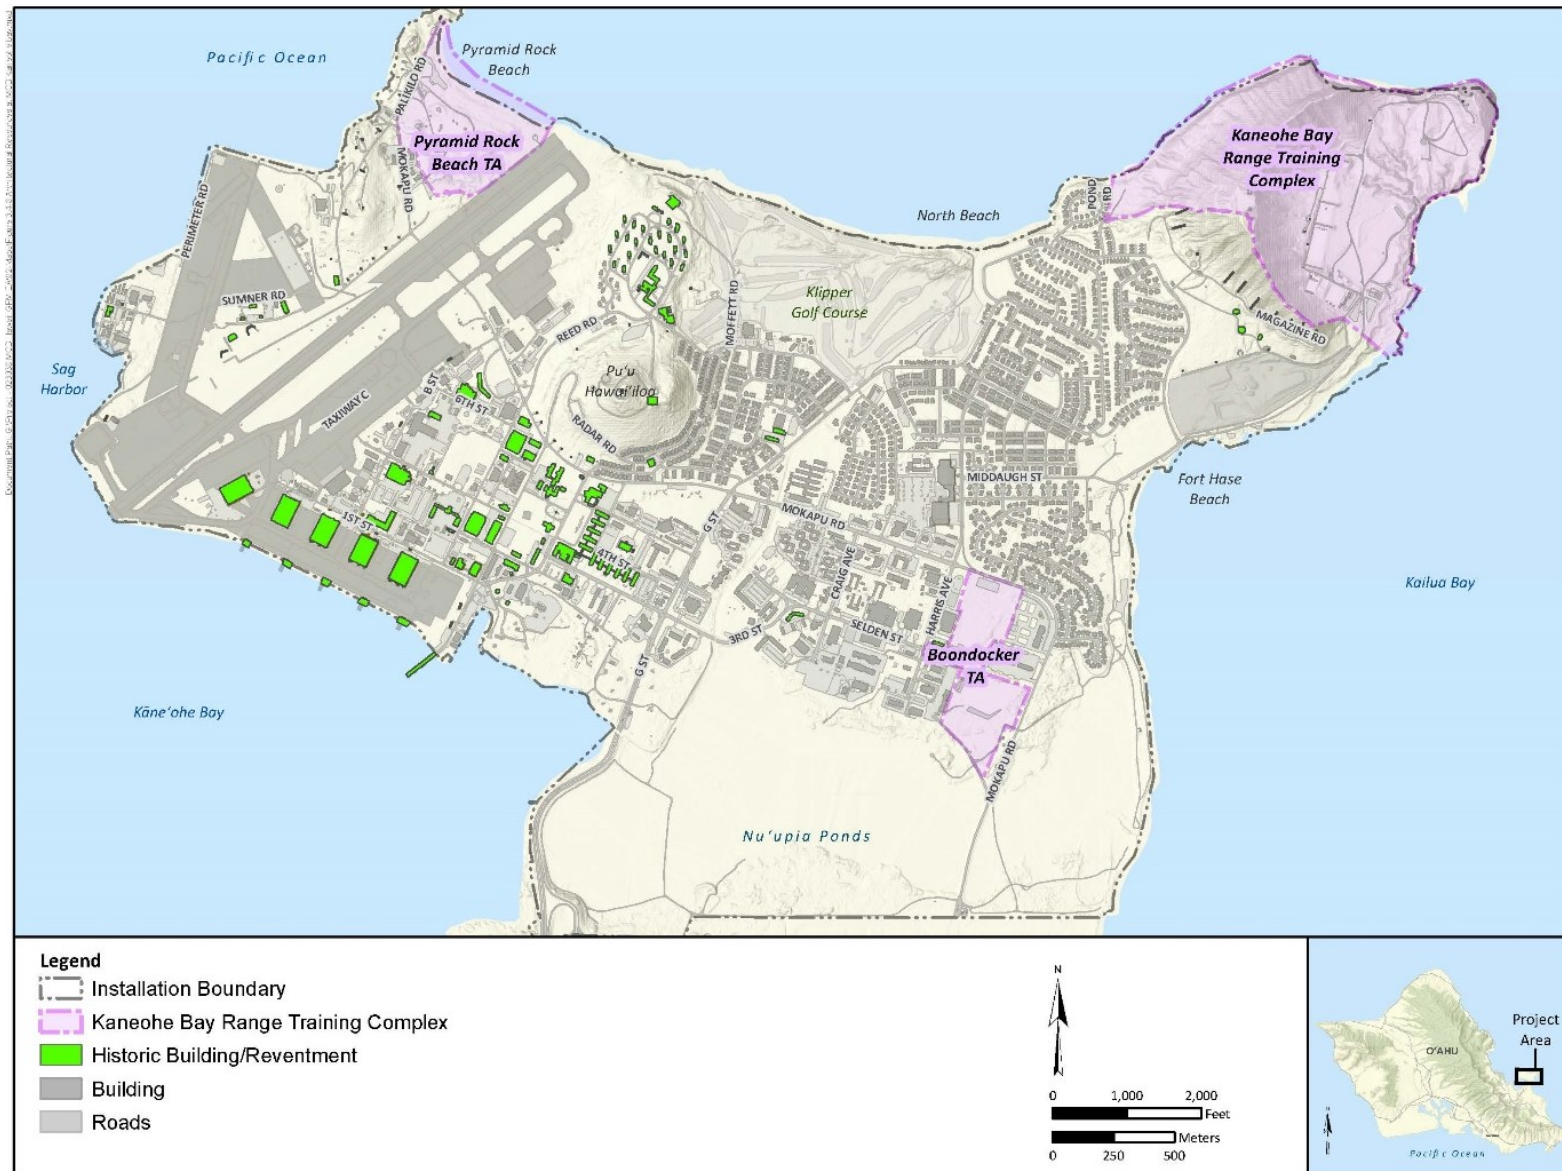 Pacific Ocean
Pyramid Rock
Beach
PALIKILO RD
Pyramid Rock
Beach TA
MOKAPU RD
Kaneohe Bay
Range Training
Complex
PERIMETER RD
POND
RD
North Beach
SUMNER RD
MOFFETT RD
Klipper
Golf Course
MAGAZINE RD
REED RD
Sag
Harbor
Pu‘u
Hawai‘iloa
B ST
6TH ST
TAXIWAY C
RADAR RD
MIDDAUGH ST
Fort Hase
Beach
MOKAPU RD
G ST
1ST ST
4TH ST
CRAIG AVE
HARRIS AVE
Kailua Bay
3RD ST
SELDEN ST
Boondocker
TA
G ST
Kāne‘ohe Bay
MOKAPU RD
Nu‘upia Ponds
Legend
Installation Boundary
Kaneohe Bay Range Training Complex
Historic Building/Reventment
Building
Roads
N
0 1,000 2,000
Feet
Meters
0 250 500
Project
Area
O‘AHU
Pacific Ocean